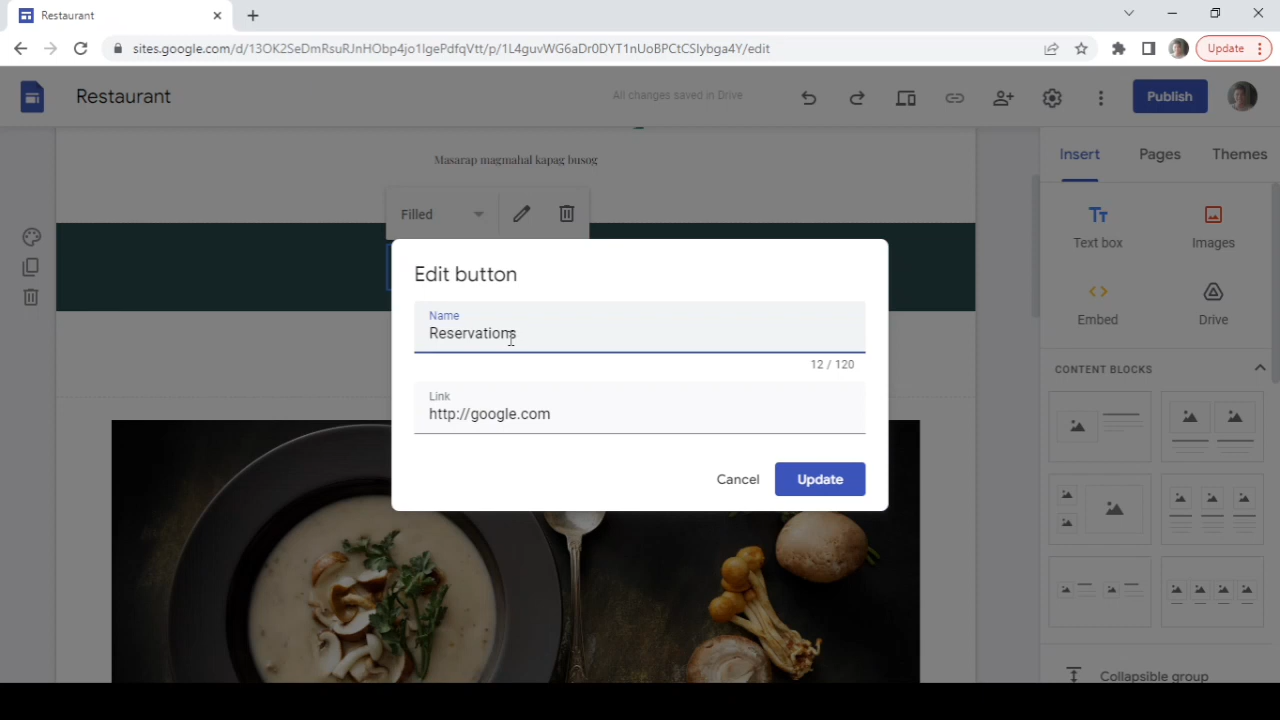 Restaurant
sites.google.com/d/13OK2SeDmRsuRJnHObp4jo1IgePdfqVtt/p/1L4guvWG6aDr0DYT1nUoBPCtCSIybga4Y/edit
Update
Restaurant
All changes saved in Drive
Publish
Masarap magmahal kapag busog
Insert
Pages
Themes
Filled
Text box
Images
Edit button
Name
Reservations
12 / 120
Embed
Drive
CONTENT BLOCKS
Link
http://google.com
Cancel
Update
Collapsible group